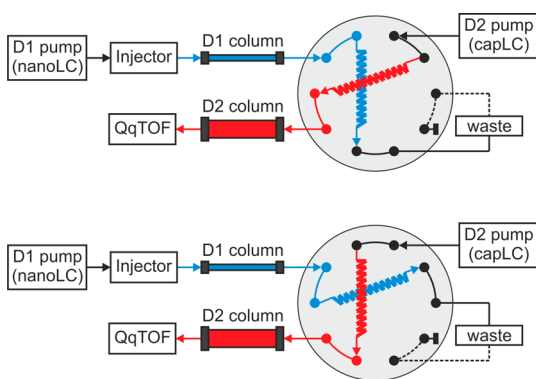 D1 pump
(nanoLC)
Injector
D1 column
D2 pump
(capLC)
D2 column
QqTOF
waste
D1 pump
(nanoLC)
Injector
D1 column
D2 pump
(capLC)
D2 column
QqTOF
waste